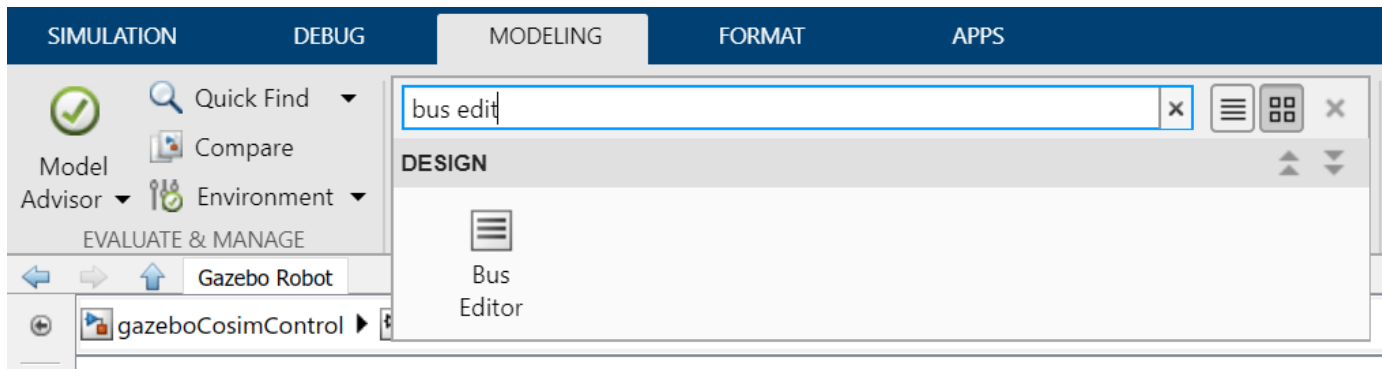 SIMULATION DEBUG MODELING FORMAT APPS
Quick Find
bus edit
Compare
Model
Advisor
Environment
EVALUATE & MANAGE
DESIGN
Bus
Editor
Gazebo Robot
gazeboCosimControl